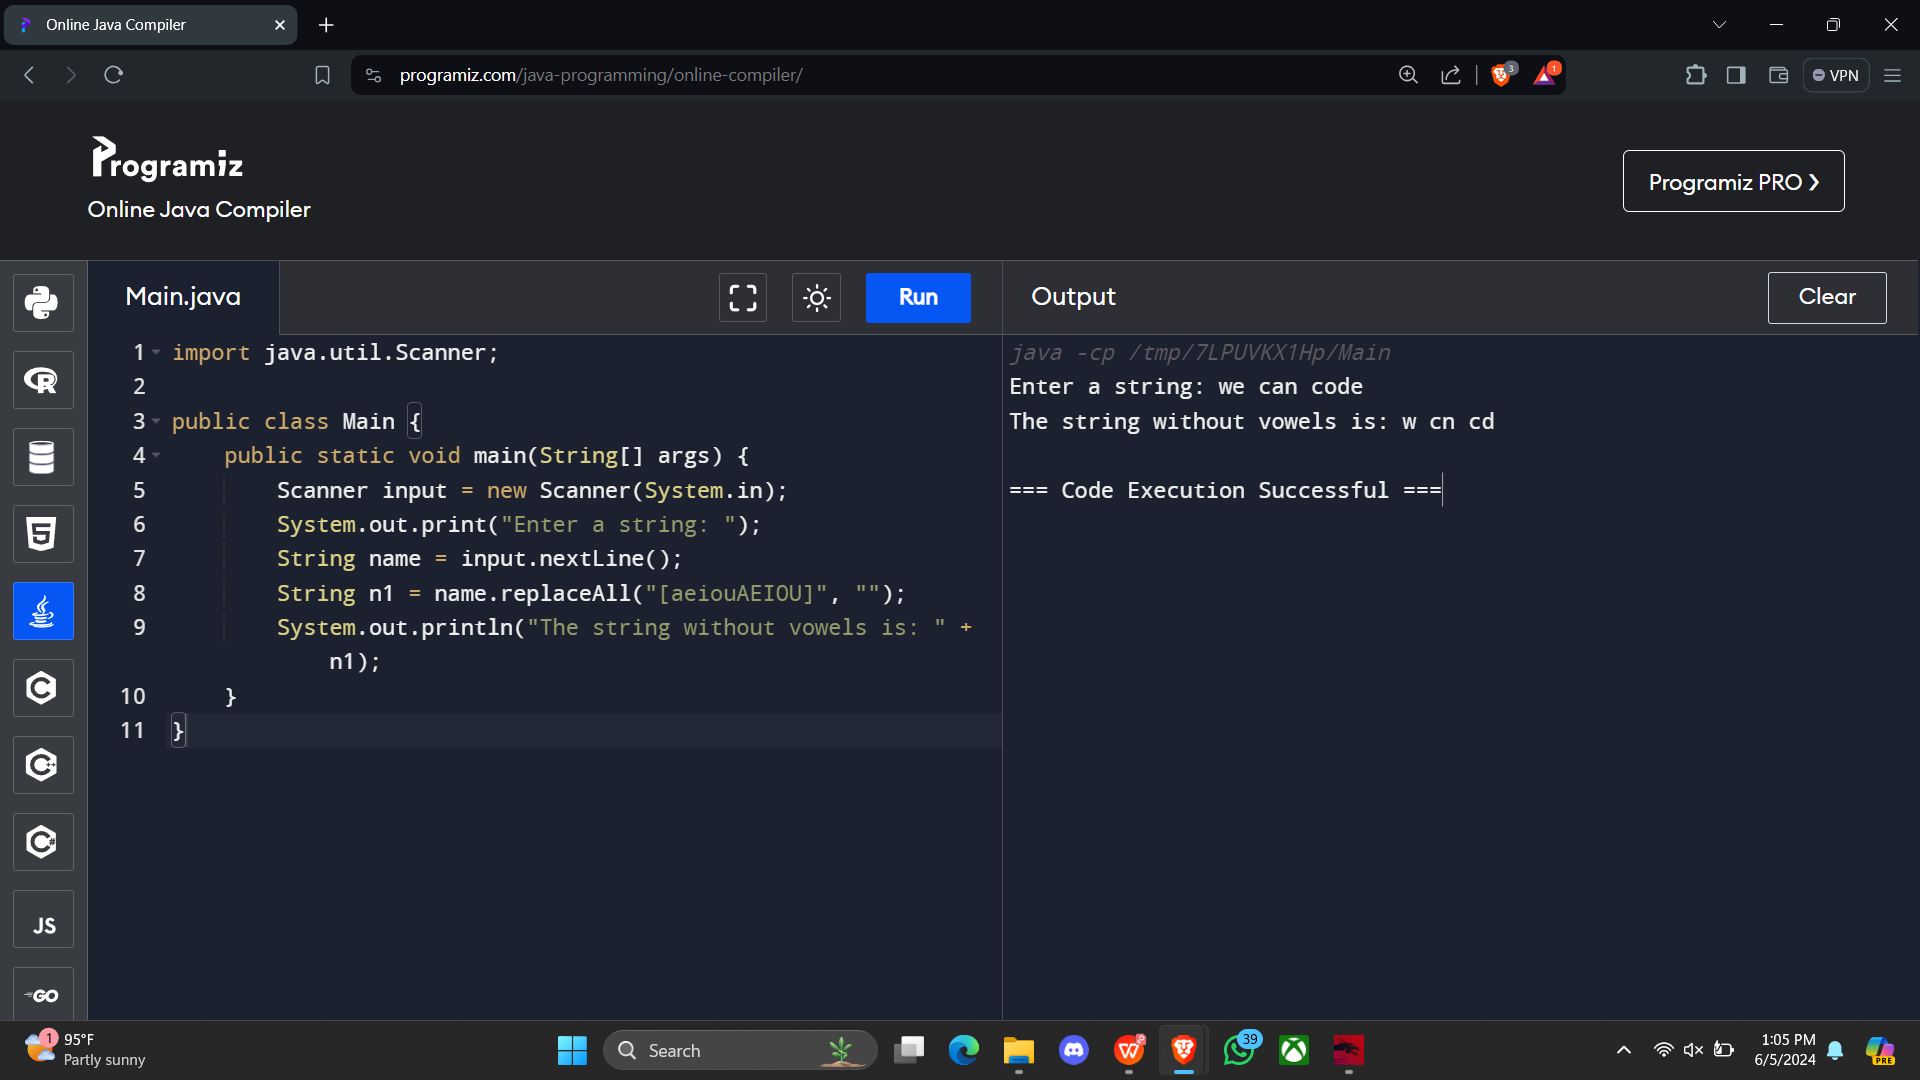 Online Java Compiler
programiz.com/java-programming/online-compiler/
3
1
VPN
Programiz
Online Java Compiler
Programiz PRO ❯
Main.java
Run
Output
Clear
1 import java.util.Scanner;
2
3 public class Main {
4 public static void main(String[] args) {
5 Scanner input = new Scanner(System.in);
6 System.out.print("Enter a string: ");
7 String name = input.nextLine();
8 String n1 = name.replaceAll("[aeiouAEIOU]", "");
9 System.out.println("The string without vowels is: " +
n1);
10 }
11 }
java -cp /tmp/7LPUVKX1Hp/Main
Enter a string: we can code
The string without vowels is: w cn cd
=== Code Execution Successful ===
R
5
C
C++
C#
JS
GO
1
95°F
Partly sunny
Search
W
39
1:05 PM
6/5/2024
PRE